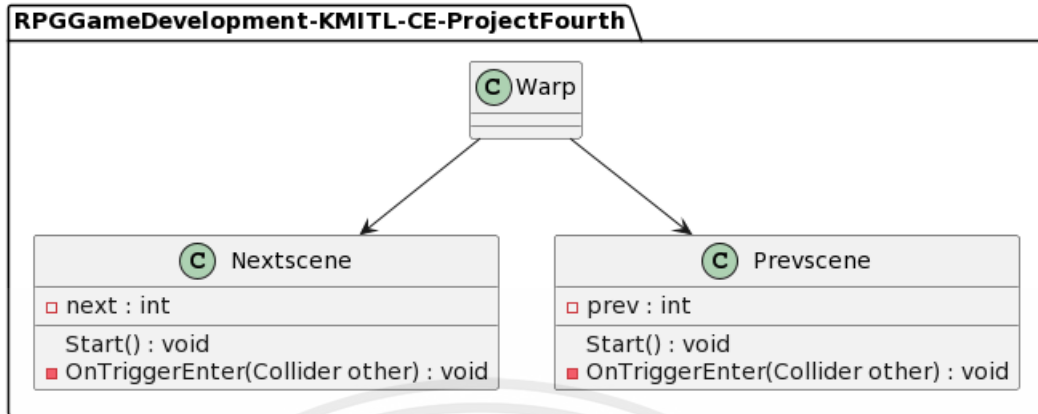 RPGGameDevelopment-KMITL-CE-ProjectFourth
C Warp
C Nextscene
next : int
Start() : void
OnTriggerEnter(Collider other) : void
C Prevscene
prev : int
Start() : void
OnTriggerEnter(Collider other) : void